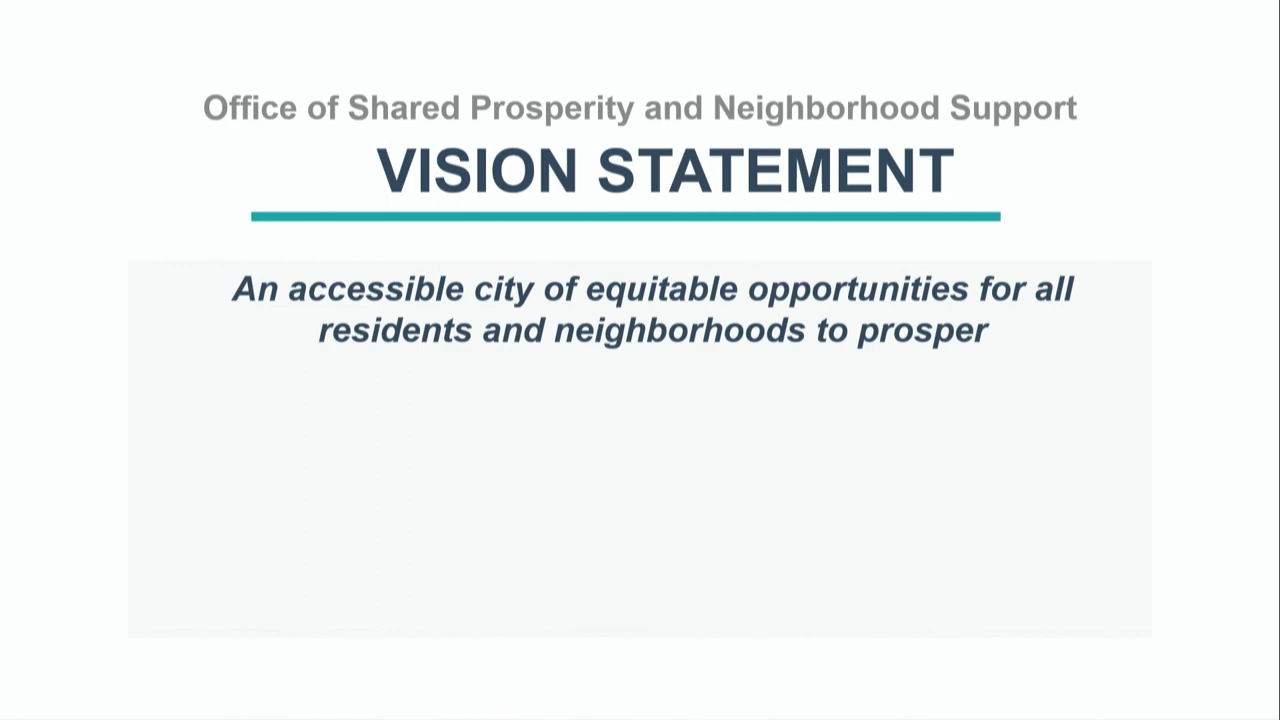 Office of Shared Prosperity and Neighborhood Support
VISION STATEMENT
An accessible city of equitable opportunities for all
residents and neighborhoods to prosper